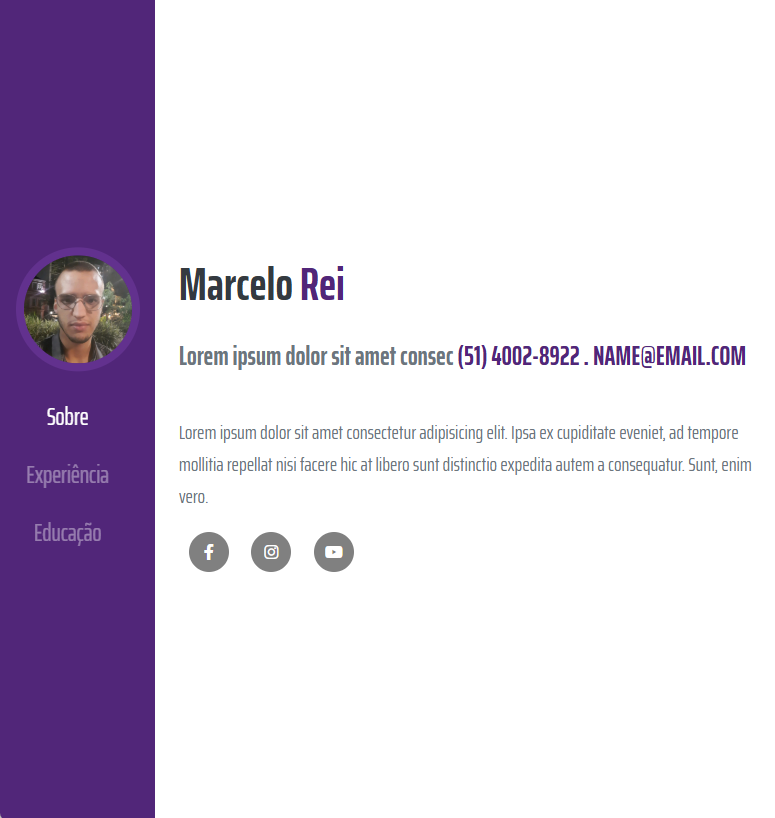 Sobre
Experiência
Educação
Marcelo Rei
Lorem ipsum dolor sit amet consec (51) 4002-8922 . NAME@EMAIL.COM
Lorem ipsum dolor sit amet consectetur adipisicing elit. Ipsa ex cupiditate eveniet, ad tempore
mollitia repellat nisi facere hic at libero sunt distinctio expedita autem a consequatur. Sunt, enim
vero.